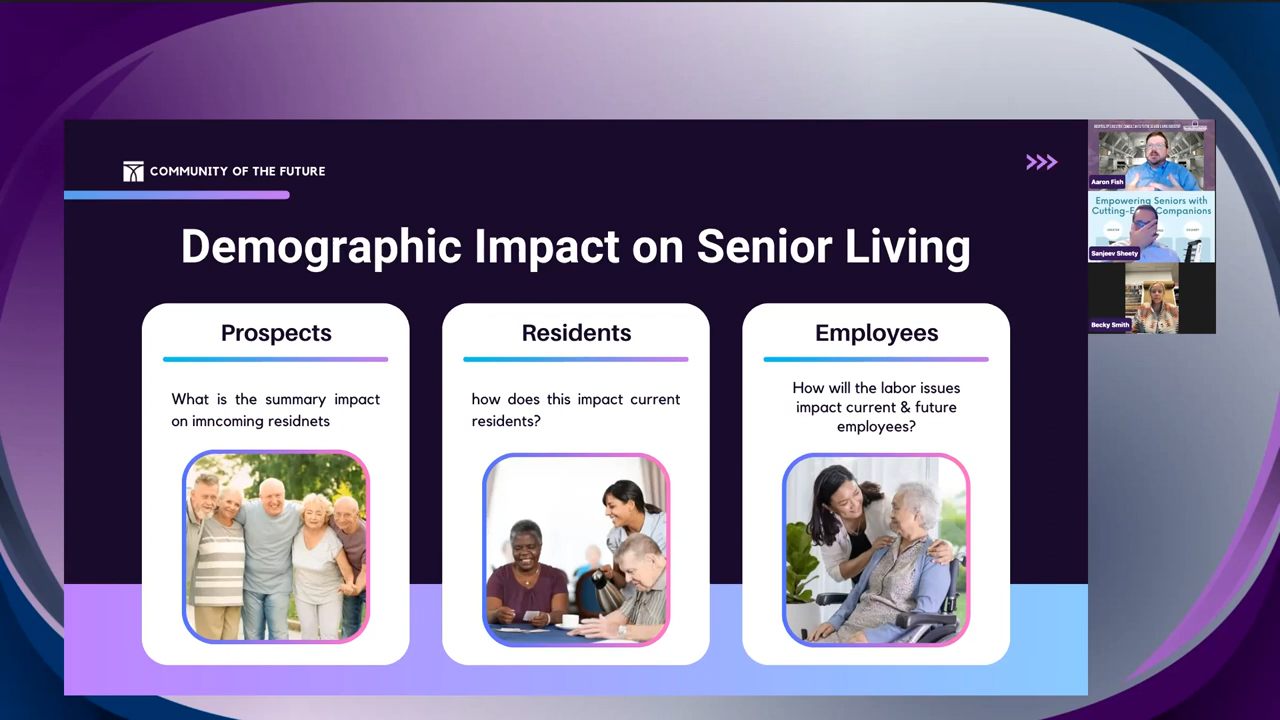 COMMUNITY OF THE FUTURE
Demographic Impact on Senior Living
Prospects
What is the summary impact
on imncoming residnets
Residents
how does this impact current
residents?
Employees
How will the labor issues
impact current & future
employees?
Aaron Fish
Empowering Seniors with
Companions
Sanjeev Sheety
Becky Smith